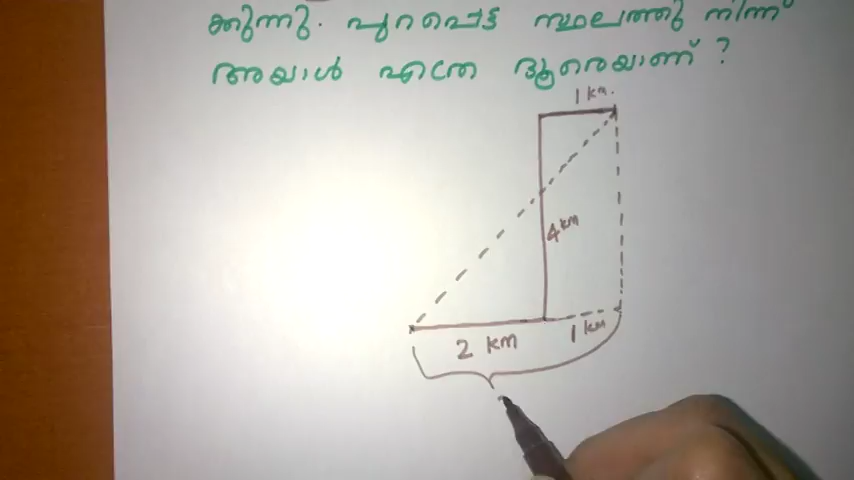 ക്കുന്നു. പുറപ്പെട്ട സ്ഥലത്തു നിന്ന്
അയാൾ എത്ര ദൂരെയാണ് ?
1 km.
4 km
2 km
1 km